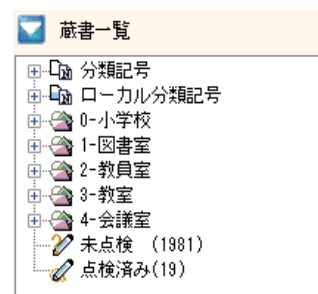 蔵書一覧
分類記号
ローカル分類記号
0-小学校
1-図書室
2-教員室
3-教室
4-会議室
未点検 (1981)
点検済み(19)